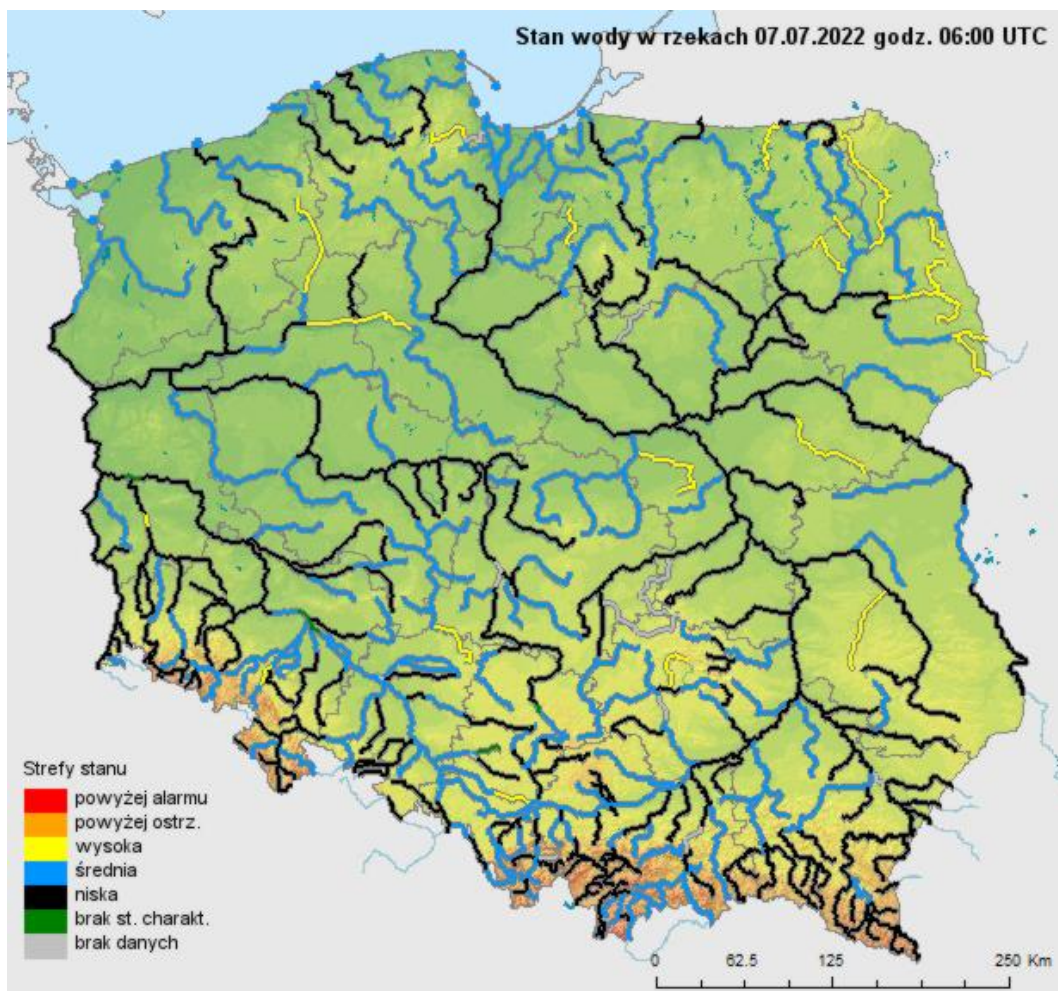 Stan wody w rzekach 07.07.2022 godz. 06:00 UTC
Strefy stanu
powyżej alarmu
powyżej ostrz.
wysoka
średnia
niska
brak st. charakt.
brak danych
0 62.5 125 250 Km